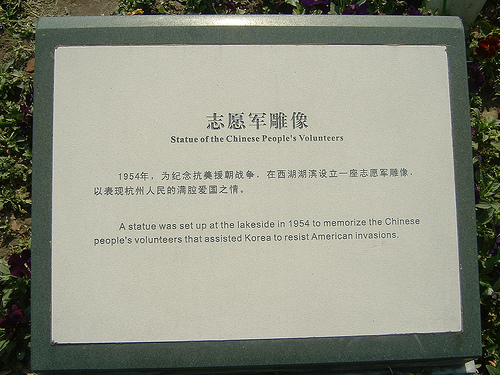 志愿军雕像
Statue of the Chinese People's Volunteers
1954年，为纪念抗美援朝战争，在西湖湖滨设立一座志愿军雕像，
以表现杭州人民的满腔爱国之情。
A statue was set up at the lakeside in 1954 to memorize the Chinese
people's volunteers that assisted Korea to resist American invasions.